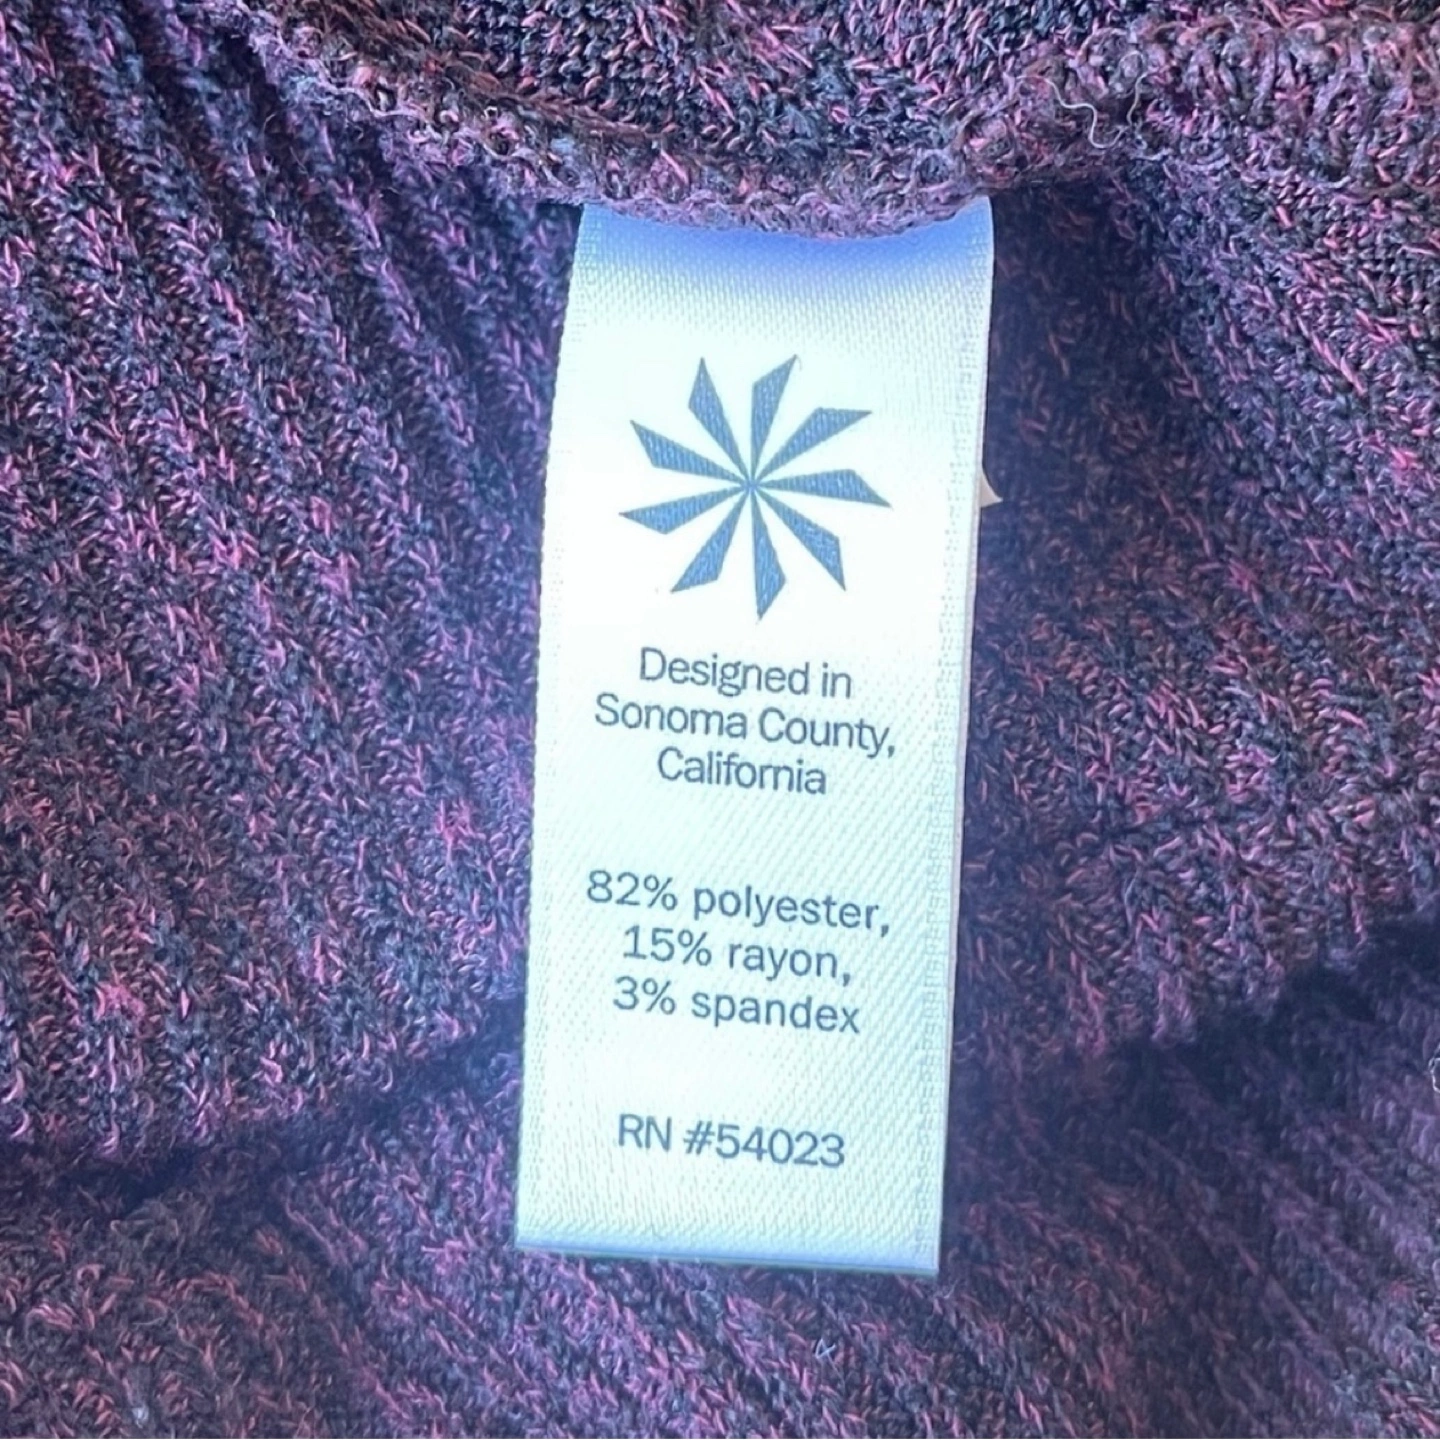 Designed in
Sonoma County,
California
82% polyester,
15% rayon,
3% spandex
RN #54023